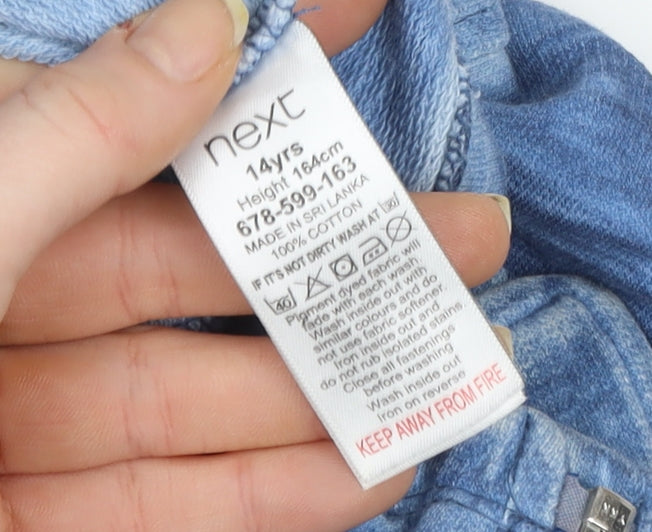 next
14yrs
Height 164cm
678-599-163
MADE IN SRI LANKA
100% COTTON
IF IT'S NOT DIRTY WASH AT 30
40
Pigment dyed fabric will
fade with each wash
Wash inside out with
similar colours and do
not use fabric softener.
Iron inside out and
do not rub isolated stains
Close all fastenings
before washing
Wash inside out
Iron on reverse
KEEP AWAY FROM FIRE